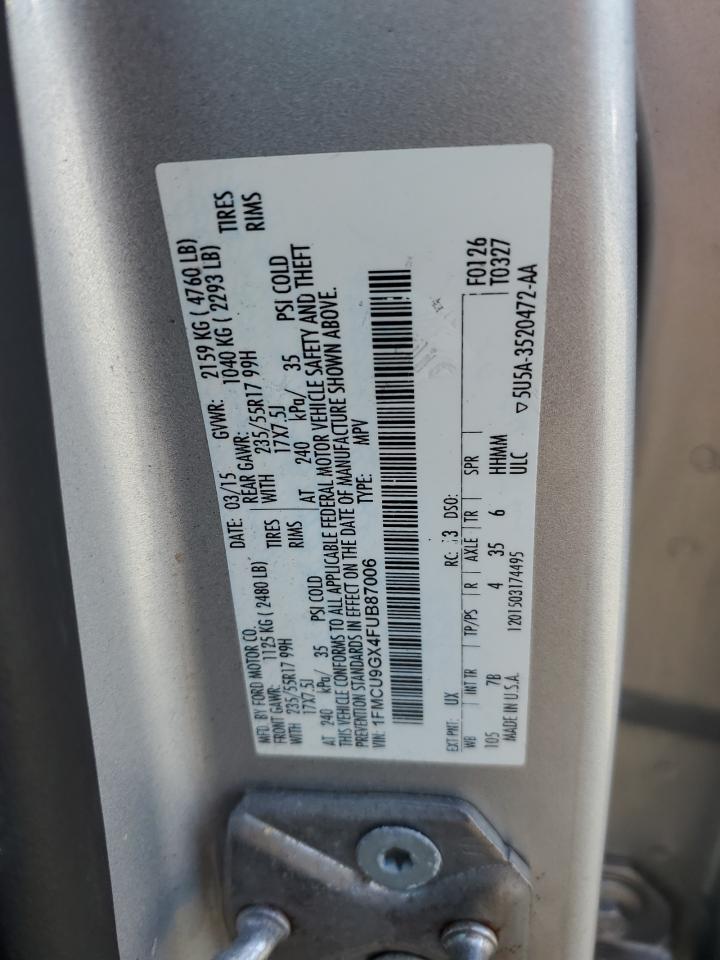 MFD. BY FORD MOTOR CO. DATE: 03/15 GVWR: 2159 KG ( 4760 LB)
FRONT GAWR: 1125 KG ( 2480 LB) REAR GAWR: 1040 KG ( 2293 LB)
WITH 235/55R17 99H TIRES WITH 235/55R17 99H TIRES
17X7.5J RIMS 17X7.5J RIMS
AT 240 kPa/ 35 PSI COLD AT 240 kPa/ 35 PSI COLD
THIS VEHICLE CONFORMS TO ALL APPLICABLE FEDERAL MOTOR VEHICLE SAFETY AND THEFT
PREVENTION STANDARDS IN EFFECT ON THE DATE OF MANUFACTURE SHOWN ABOVE.
VIN: 1FMCU9GX4FUB87006 TYPE: MPV
EXT PNT: UX RC: 13 DSO: F0126
WB INT TR TP/PS R AXLE TR SPR T0327
105 7B 4 35 6 HHMM
MADE IN U.S.A. 1201503174495 ULC ▽5U5A-3520472-AA